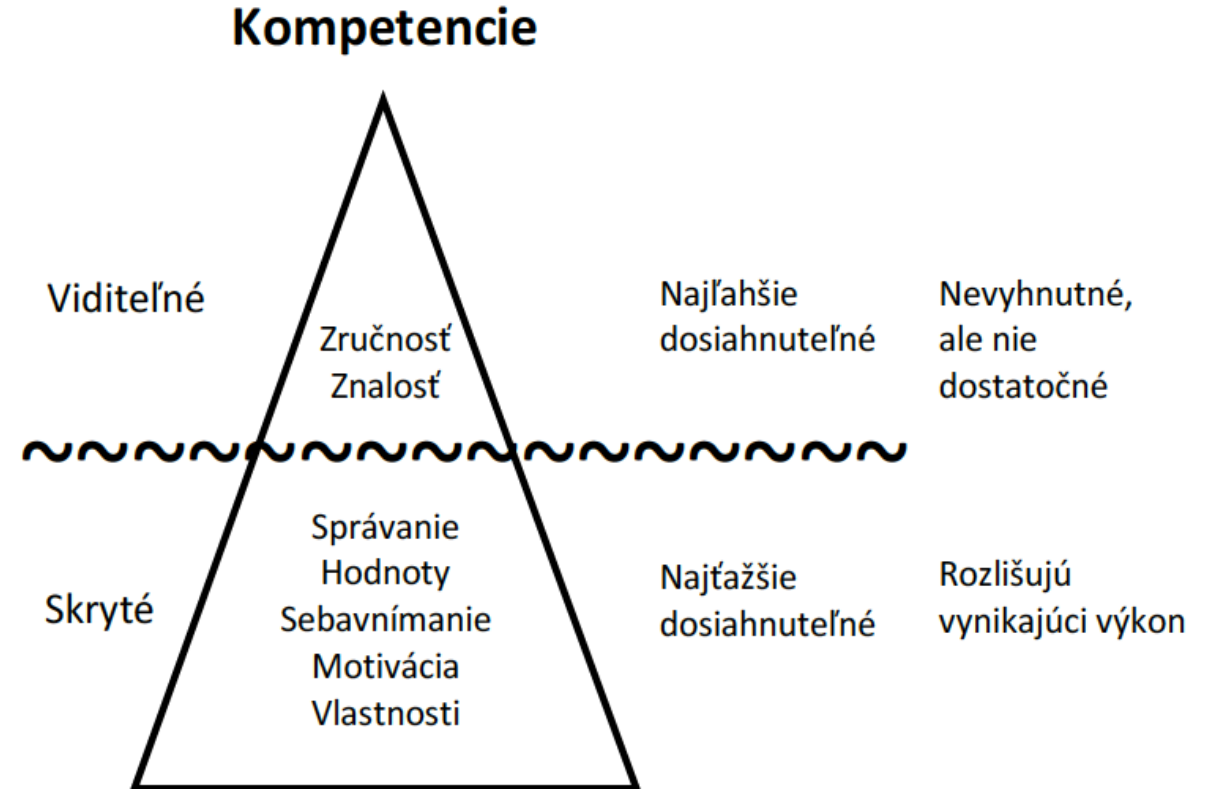 Kompetencie
Viditeľné
Zručnosť
Znalosť
Najľahšie
dosiahnuteľné
Nevyhnutné,
ale nie
dostatočné
Skryté
Správanie
Hodnoty
Sebavnímanie
Motivácia
Vlastnosti
Najťažšie
dosiahnuteľné
Rozlišujú
vynikajúci výkon